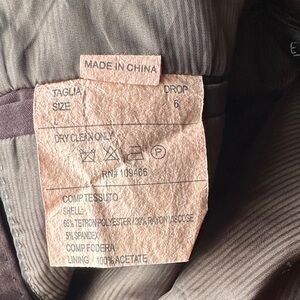 MADE IN CHINA
TAGLIA DROP
SIZE 6
L
DRY CLEAN ONLY
RN# 109466
COMP.TESSUTO
SHELL:
65% TETRON POLYESTER / 30% RAYON VISCOSE
5% SPANDEX
COMP.FODERA
LINING : 100% ACETATE